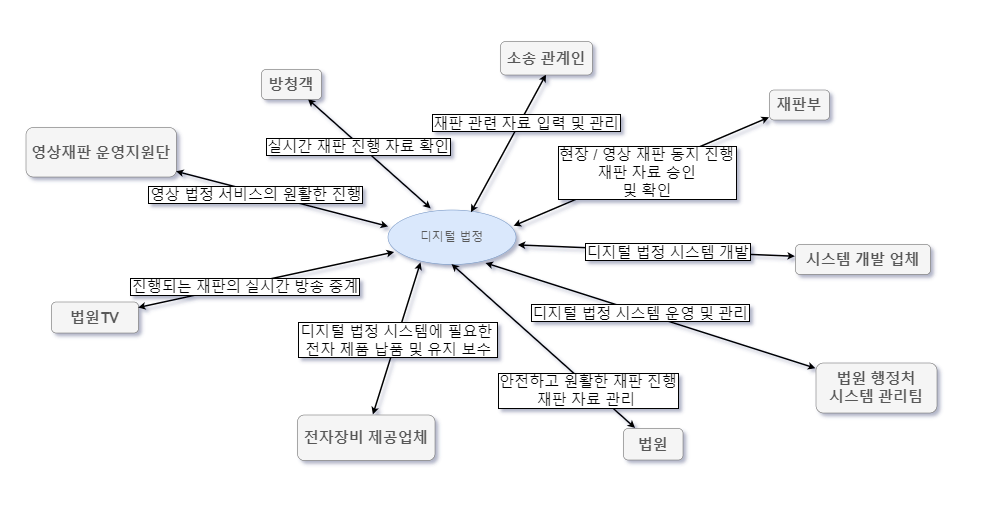 소송 관계인
방청객
재판부
재판 관련 자료 입력 및 관리
실시간 재판 진행 자료 확인
영상재판 운영지원단
현장 / 영상 재판 동지 진행
재판 자료 승인
및 확인
영상 법정 서비스의 원활한 진행
디지털 법정
디지털 법정 시스템 개발
시스템 개발 업체
진행되는 재판의 실시간 방송 중계
법원TV
디지털 법정 시스템 운영 및 관리
디지털 법정 시스템에 필요한
전자 제품 납품 및 유지 보수
안전하고 원활한 재판 진행
재판 자료 관리
법원 행정처
시스템 관리팀
전자장비 제공업체
법원